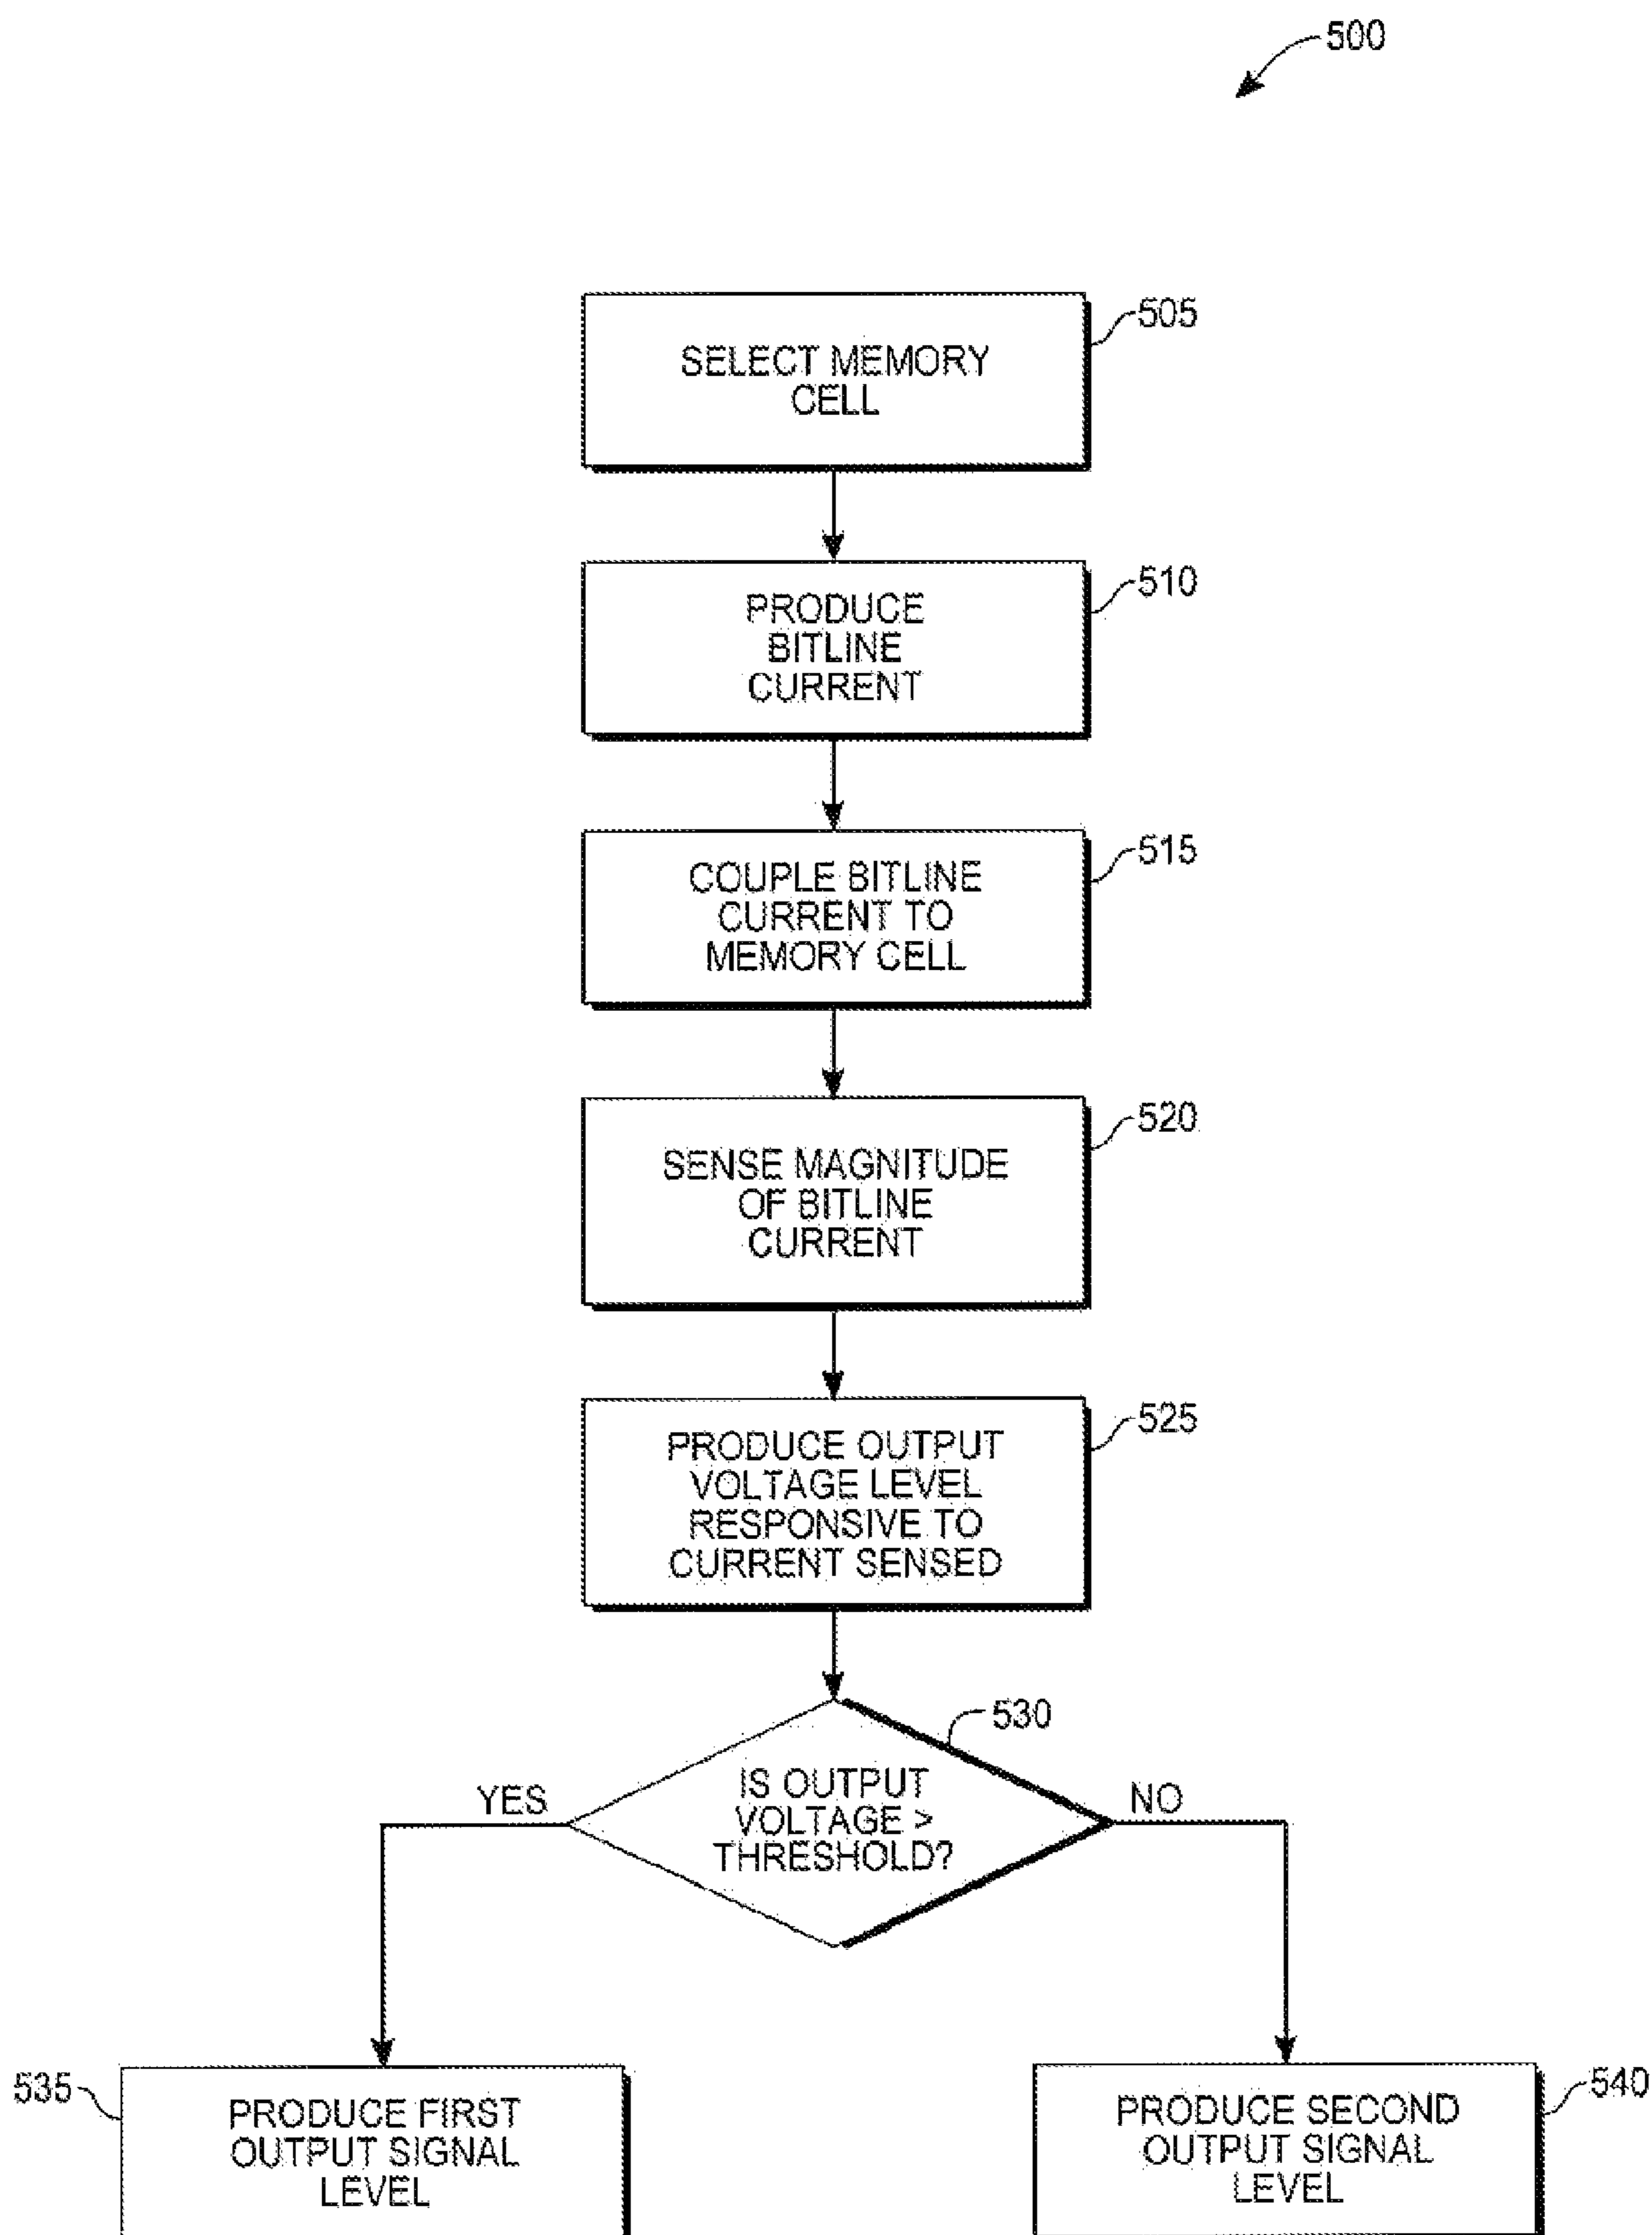 500
SELECT MEMORY
CELL
505
PRODUCE
BITLINE
CURRENT
510
COUPLE BITLINE
CURRENT TO
MEMORY CELL
515
SENSE MAGNITUDE
OF BITLINE
CURRENT
520
PRODUCE OUTPUT
VOLTAGE LEVEL
RESPONSIVE TO
CURRENT SENSED
525
530
IS OUTPUT
VOLTAGE >
THRESHOLD?
YES
NO
535
PRODUCE FIRST
OUTPUT SIGNAL
LEVEL
PRODUCE SECOND
OUTPUT SIGNAL
LEVEL
540